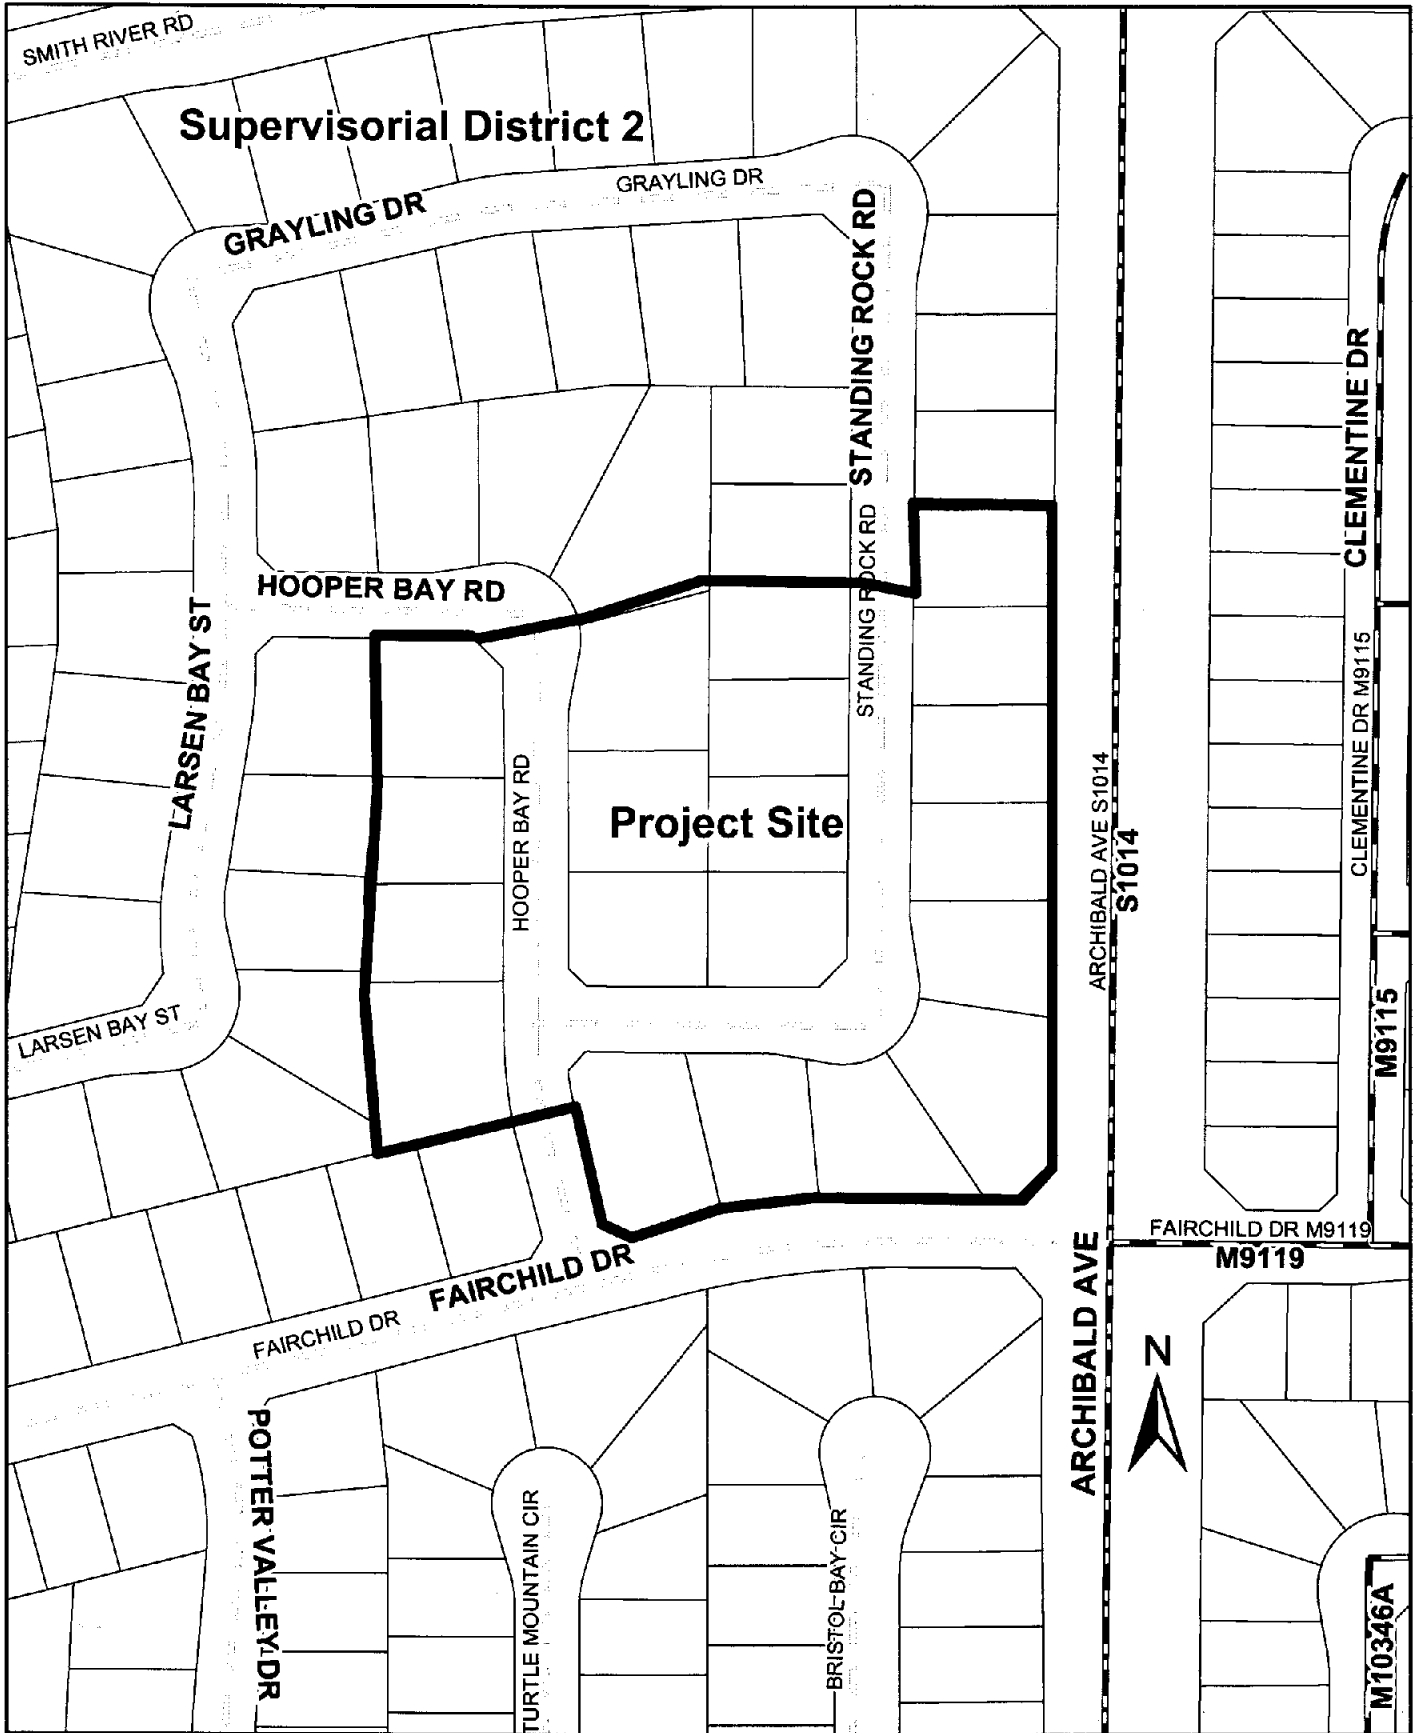 SMITH RIVER RD
Supervisorial District 2
GRAYLING DR
GRAYLING DR
STANDING ROCK RD
CLEMENTINE DR
STANDING ROCK RD
HOOPER BAY RD
LARSEN BAY ST
CLEMENTINE DR M9115
HOOPER BAY RD
Project Site
ARCHIBALD AVE S1014
S1014
LARSEN BAY ST
M9115
FAIRCHILD DR M9119
M9119
FAIRCHILD DR
FAIRCHILD DR
ARCHIBALD AVE
N
POTTER VALLEY DR
TURTLE MOUNTAIN CIR
BRISTOL BAY CIR
M10346A